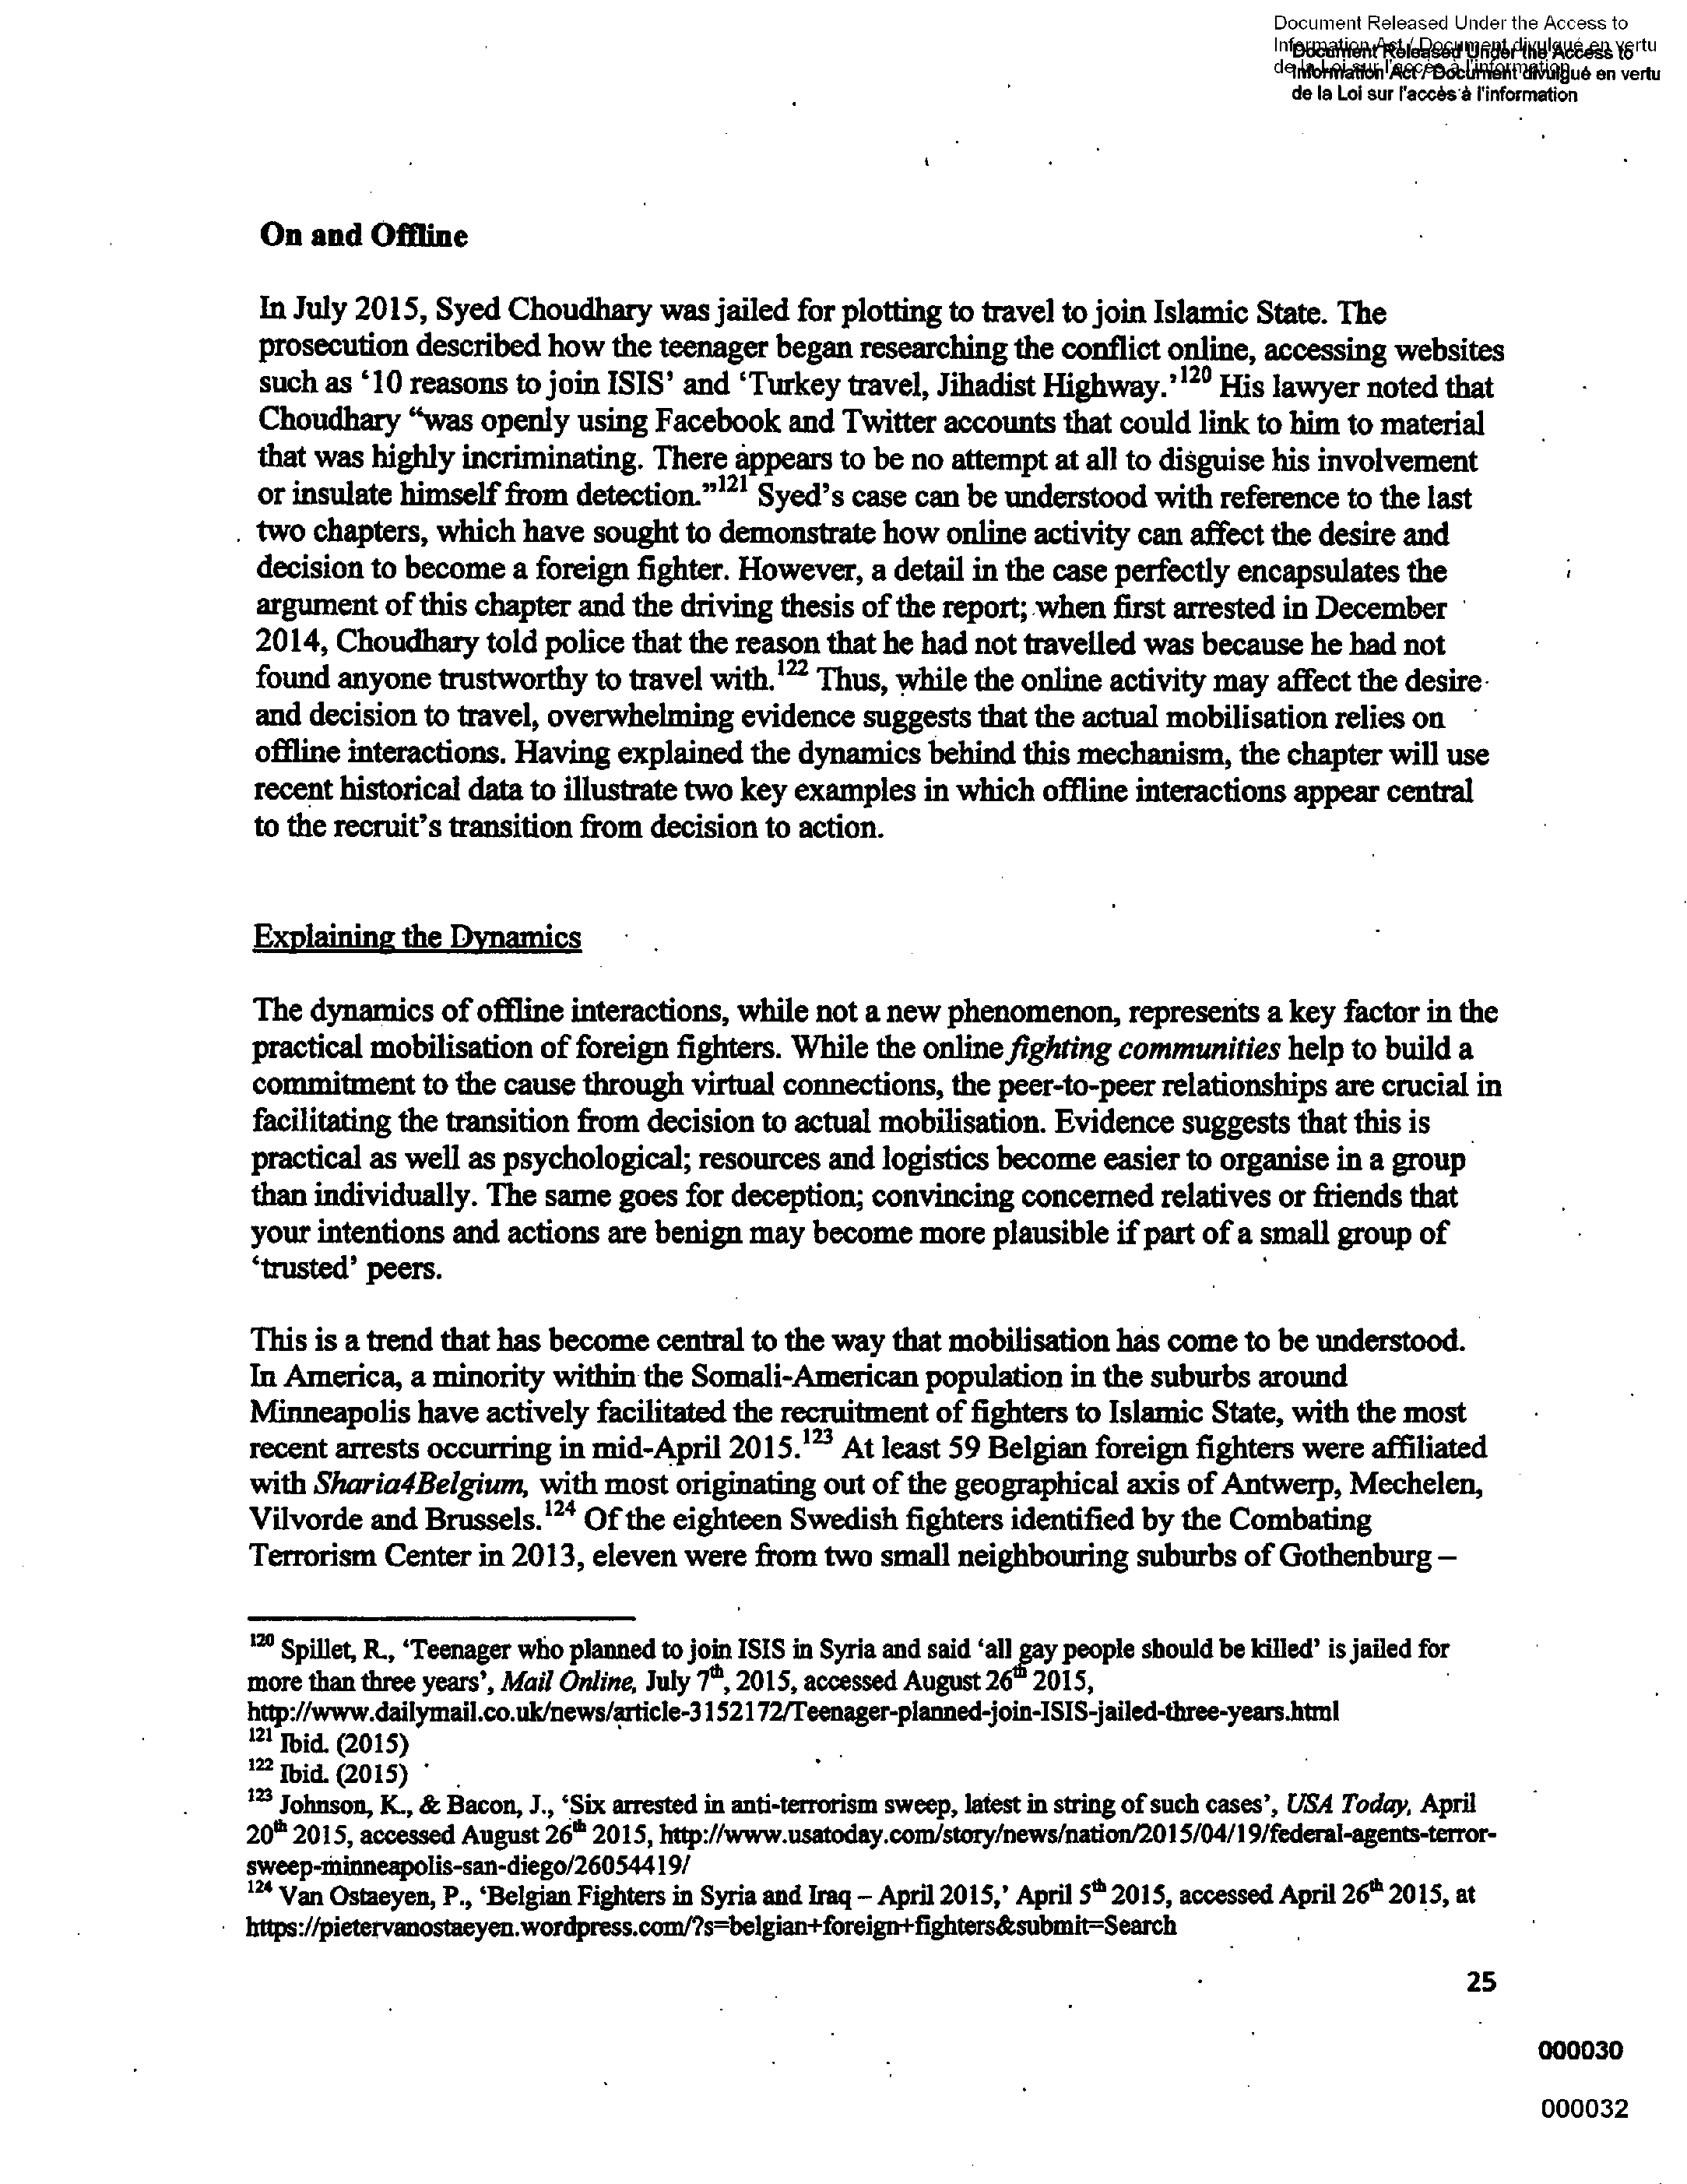 Document Released Under the Access to
Information Act / Document divulgué en vertu
de la Loi sur l'accès à l'information
Document Released Under the Access to
Information Act / Document divulgué en vertu
de la Loi sur l'accès à l'information
On and Offline
In July 2015, Syed Choudhary was jailed for plotting to travel to join Islamic State. The
prosecution described how the teenager began researching the conflict online, accessing websites
such as ‘10 reasons to join ISIS’ and ‘Turkey travel, Jihadist Highway.’120 His lawyer noted that
Choudhary “was openly using Facebook and Twitter accounts that could link to him to material
that was highly incriminating. There appears to be no attempt at all to disguise his involvement
or insulate himself from detection.”121 Syed’s case can be understood with reference to the last
two chapters, which have sought to demonstrate how online activity can affect the desire and
decision to become a foreign fighter. However, a detail in the case perfectly encapsulates the
argument of this chapter and the driving thesis of the report; when first arrested in December
2014, Choudhary told police that the reason that he had not travelled was because he had not
found anyone trustworthy to travel with.122 Thus, while the online activity may affect the desire
and decision to travel, overwhelming evidence suggests that the actual mobilisation relies on
offline interactions. Having explained the dynamics behind this mechanism, the chapter will use
recent historical data to illustrate two key examples in which offline interactions appear central
to the recruit’s transition from decision to action.
Explaining the Dynamics
The dynamics of offline interactions, while not a new phenomenon, represents a key factor in the
practical mobilisation of foreign fighters. While the online fighting communities help to build a
commitment to the cause through virtual connections, the peer-to-peer relationships are crucial in
facilitating the transition from decision to actual mobilisation. Evidence suggests that this is
practical as well as psychological; resources and logistics become easier to organise in a group
than individually. The same goes for deception; convincing concerned relatives or friends that
your intentions and actions are benign may become more plausible if part of a small group of
‘trusted’ peers.
This is a trend that has become central to the way that mobilisation has come to be understood.
In America, a minority within the Somali-American population in the suburbs around
Minneapolis have actively facilitated the recruitment of fighters to Islamic State, with the most
recent arrests occurring in mid-April 2015.123 At least 59 Belgian foreign fighters were affiliated
with Sharia4Belgium, with most originating out of the geographical axis of Antwerp, Mechelen,
Vilvorde and Brussels.124 Of the eighteen Swedish fighters identified by the Combating
Terrorism Center in 2013, eleven were from two small neighbouring suburbs of Gothenburg –
120 Spillet, R., ‘Teenager who planned to join ISIS in Syria and said ‘all gay people should be killed’ is jailed for
more than three years’, Mail Online, July 7th, 2015, accessed August 26th 2015,
http://www.dailymail.co.uk/news/article-3152172/Teenager-planned-join-ISIS-jailed-three-years.html
121 Ibid. (2015)
122 Ibid. (2015)
123 Johnson, K., & Bacon, J., ‘Six arrested in anti-terrorism sweep, latest in string of such cases’, USA Today, April
20th 2015, accessed August 26th 2015, http://www.usatoday.com/story/news/nation/2015/04/19/federal-agents-terror-
sweep-minneapolis-san-diego/26054419/
124 Van Ostaeyen, P., ‘Belgian Fighters in Syria and Iraq – April 2015,’ April 5th 2015, accessed April 26th 2015, at
https://pietervanostaeyen.wordpress.com/?s=belgian+foreign+fighters&submit=Search
25
000030
000032